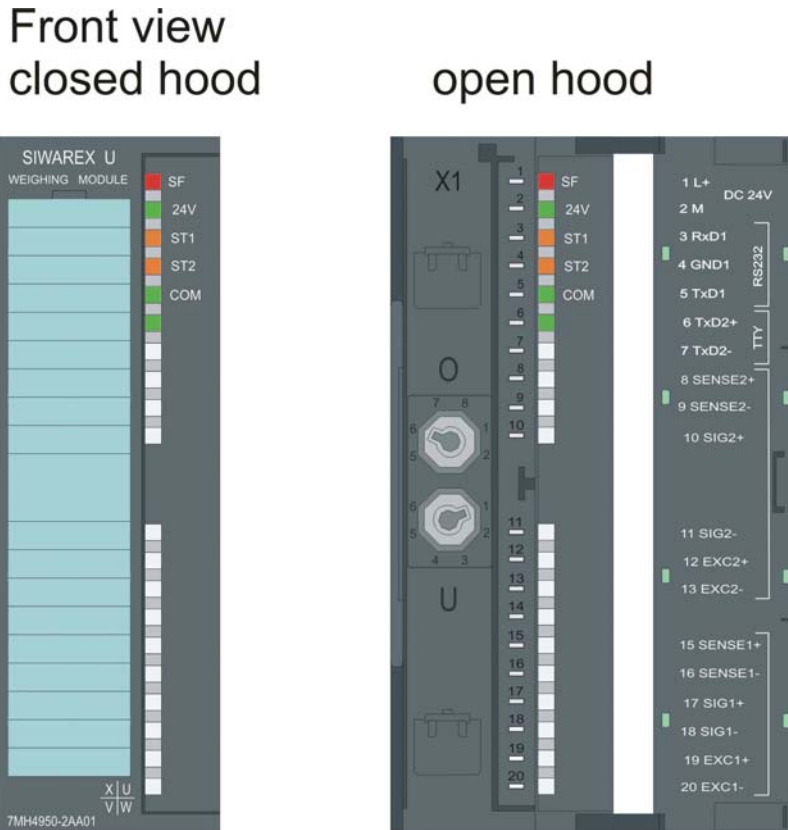 Front view
closed hood
open hood
SIWAREX U
WEIGHING MODULE
SF
24V
ST1
ST2
COM
X U
V W
7MH4950-2AA01
X1
O
7 8
6 1
5 2
6 1
5 2
4 3
U
1
2
3
4
5
6
7
8
9
10
11
12
13
14
15
16
17
18
19
20
SF
24V
ST1
ST2
COM
1 L+
DC 24V
2 M
3 RxD1
4 GND1
5 TxD1
RS232
6 TxD2+
7 TxD2-
TTY
8 SENSE2+
9 SENSE2-
10 SIG2+
11 SIG2-
12 EXC2+
13 EXC2-
15 SENSE1+
16 SENSE1-
17 SIG1+
18 SIG1-
19 EXC1+
20 EXC1-